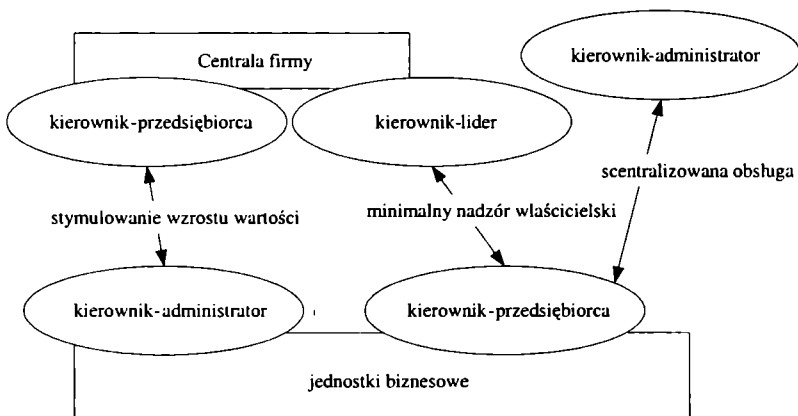 Centrala firmy
kierownik-administrator
kierownik-przedsiębiorca
kierownik-lider
scentralizowana obsługa
stymulowanie wzrostu wartości
minimalny nadzór właścicielski
kierownik-administrator
kierownik-przedsiębiorca
jednostki biznesowe